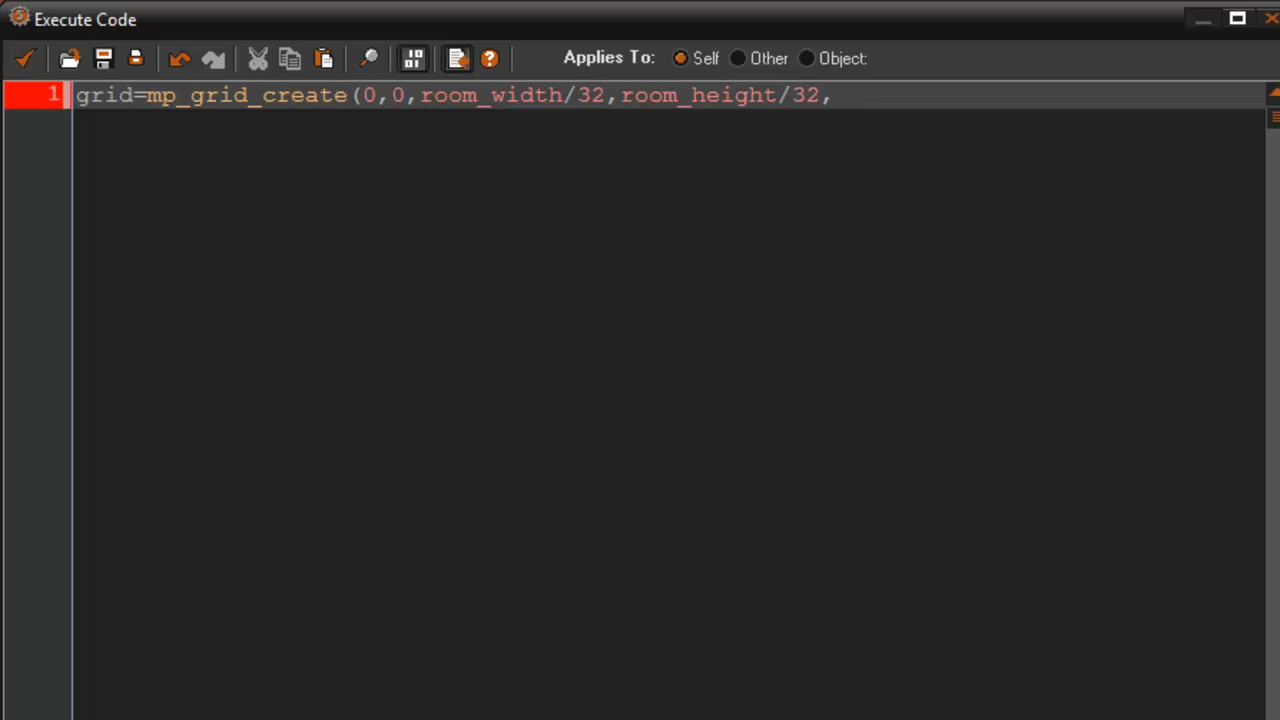 Execute Code
Applies To: Self Other Object:
1 grid=mp_grid_create(0,0,room_width/32,room_height/32,